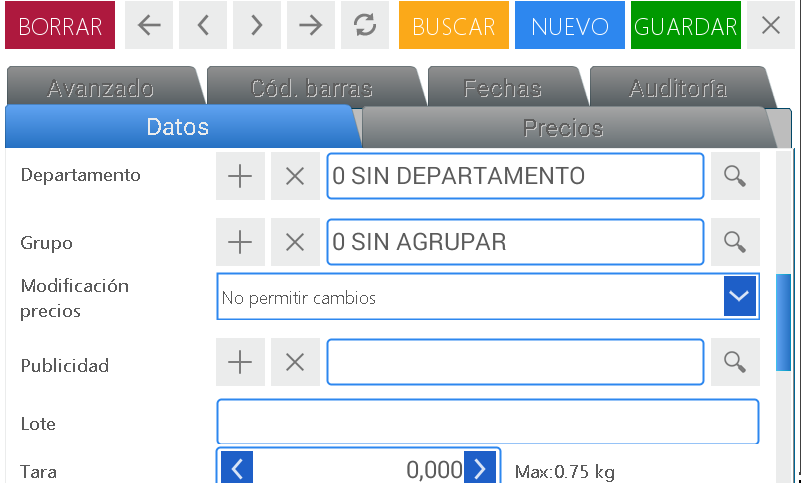 BORRAR
BUSCAR
NUEVO
GUARDAR
Avanzado
Cód. barras
Fechas
Auditoría
Datos
Precios
Departamento
0 SIN DEPARTAMENTO
Grupo
0 SIN AGRUPAR
Modificación
precios
No permitir cambios
Publicidad
Lote
Tara
0,000
Max:0.75 kg